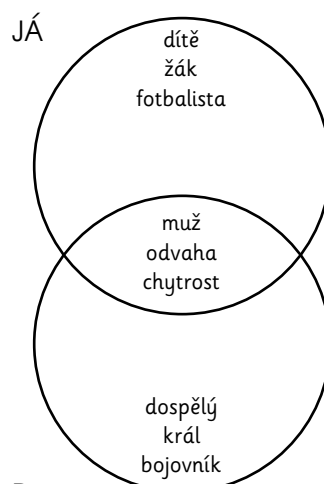 JÁ
dítě
žák
fotbalista
muž
odvaha
chytrost
dospělý
král
bojovník